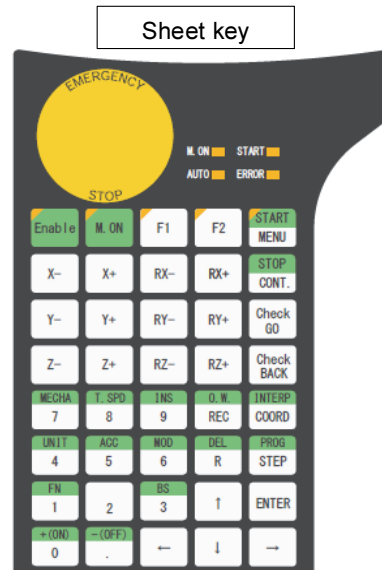 Sheet key
EMERGENCY
STOP
M.ON START
AUTO ERROR
Enable M.ON F1 F2 START
MENU
X- X+ RX- RX+ STOP
CONT.
Y- Y+ RY- RY+ Check
GO
Z- Z+ RZ- RZ+ Check
BACK
MECHA T.SPD INS O.W. INTERP
7 8 9 REC COORD
UNIT ACC MOD DEL PROG
4 5 6 R STEP
FN BS
1 2 3 ↑ ENTER
+(ON) -(OFF)
0 . ← ↓ →